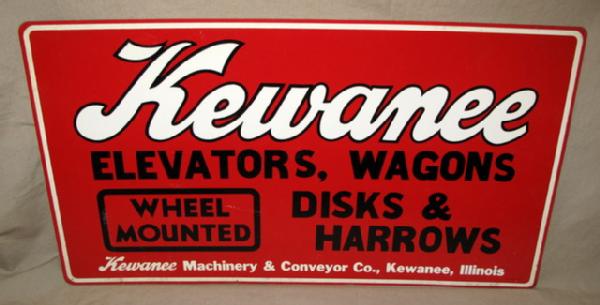 Kewanee
ELEVATORS, WAGONS
WHEEL MOUNTED
DISKS & HARROWS
Kewanee Machinery & Conveyor Co., Kewanee, Illinois